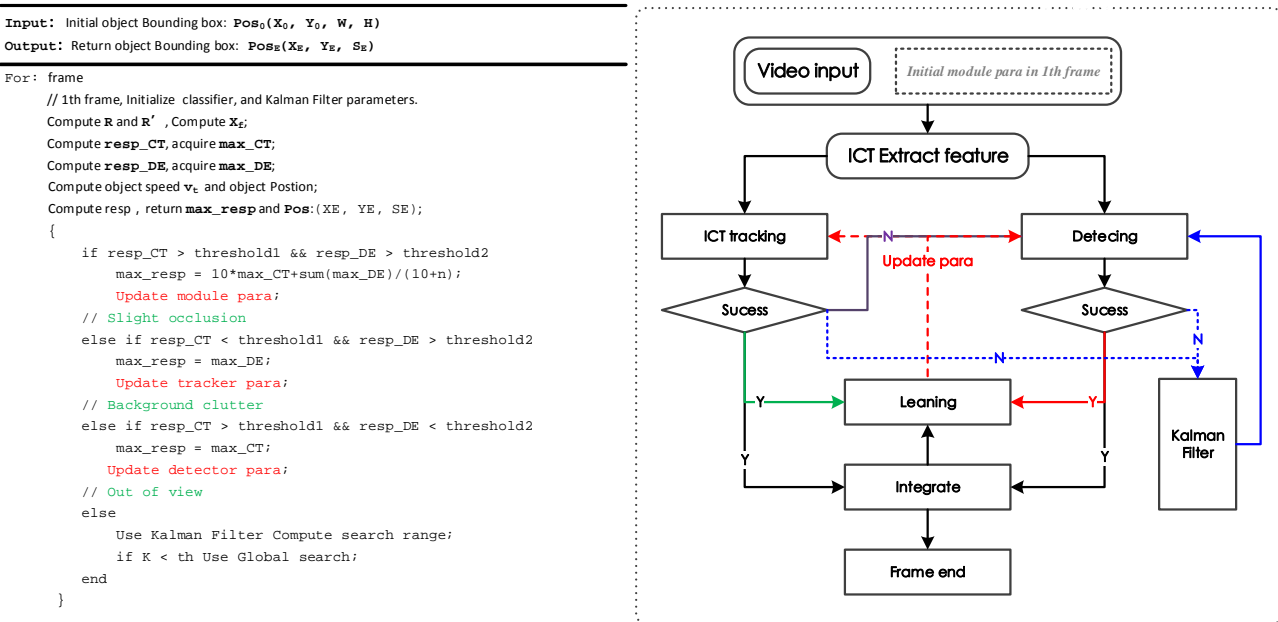 Input: Initial object Bounding box: Pos₀(X₀, Y₀, W, H)
Output: Return object Bounding box: Pos_E(X_E, Y_E, S_E)
For: frame
// 1th frame, Initialize classifier, and Kalman Filter parameters.
Compute R and R′ , Compute X_f;
Compute resp_CT, acquire max_CT;
Compute resp_DE, acquire max_DE;
Compute object speed v_t and object Postion;
Compute resp , return max_resp and Pos:(XE, YE, SE);
{
if resp_CT > threshold1 && resp_DE > threshold2
max_resp = 10*max_CT+sum(max_DE)/(10+n);
Update module para;
// Slight occlusion
else if resp_CT < threshold1 && resp_DE > threshold2
max_resp = max_DE;
Update tracker para;
// Background clutter
else if resp_CT > threshold1 && resp_DE < threshold2
max_resp = max_CT;
Update detector para;
// Out of view
else
Use Kalman Filter Compute search range;
if K < th Use Global search;
end
}
Video input
Initial module para in 1th frame
ICT Extract feature
ICT tracking
N
Detecing
Update para
Sucess
Sucess
N
N
Y
Leaning
Y
Kalman
Filter
Y
Y
Integrate
Frame end